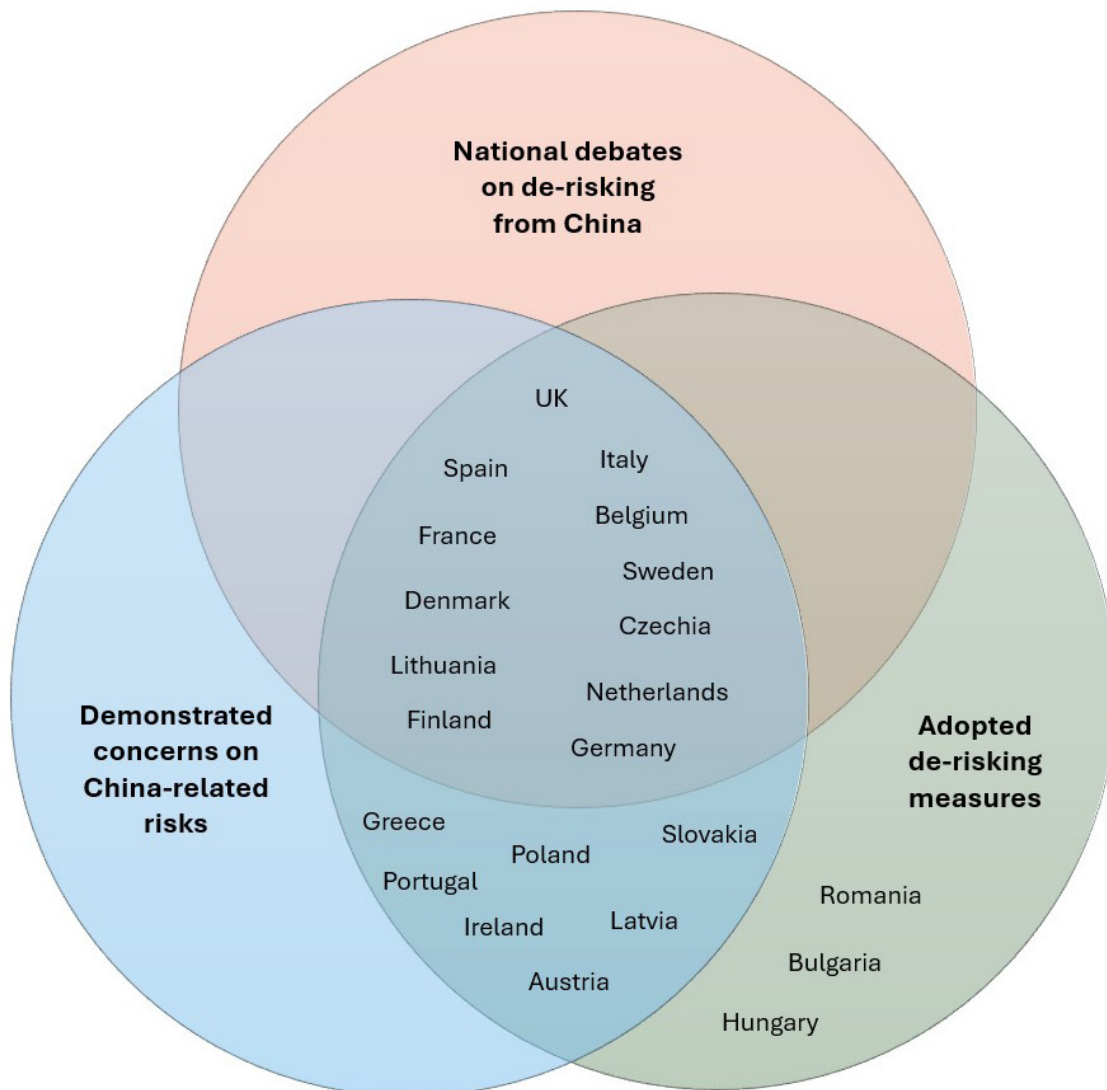 National debates
on de-risking
from China
UK
Spain
Italy
France
Belgium
Denmark
Sweden
Czechia
Lithuania
Netherlands
Finland
Germany
Demonstrated
concerns on
China-related
risks
Adopted
de-risking
measures
Greece
Poland
Slovakia
Portugal
Ireland
Latvia
Austria
Romania
Bulgaria
Hungary